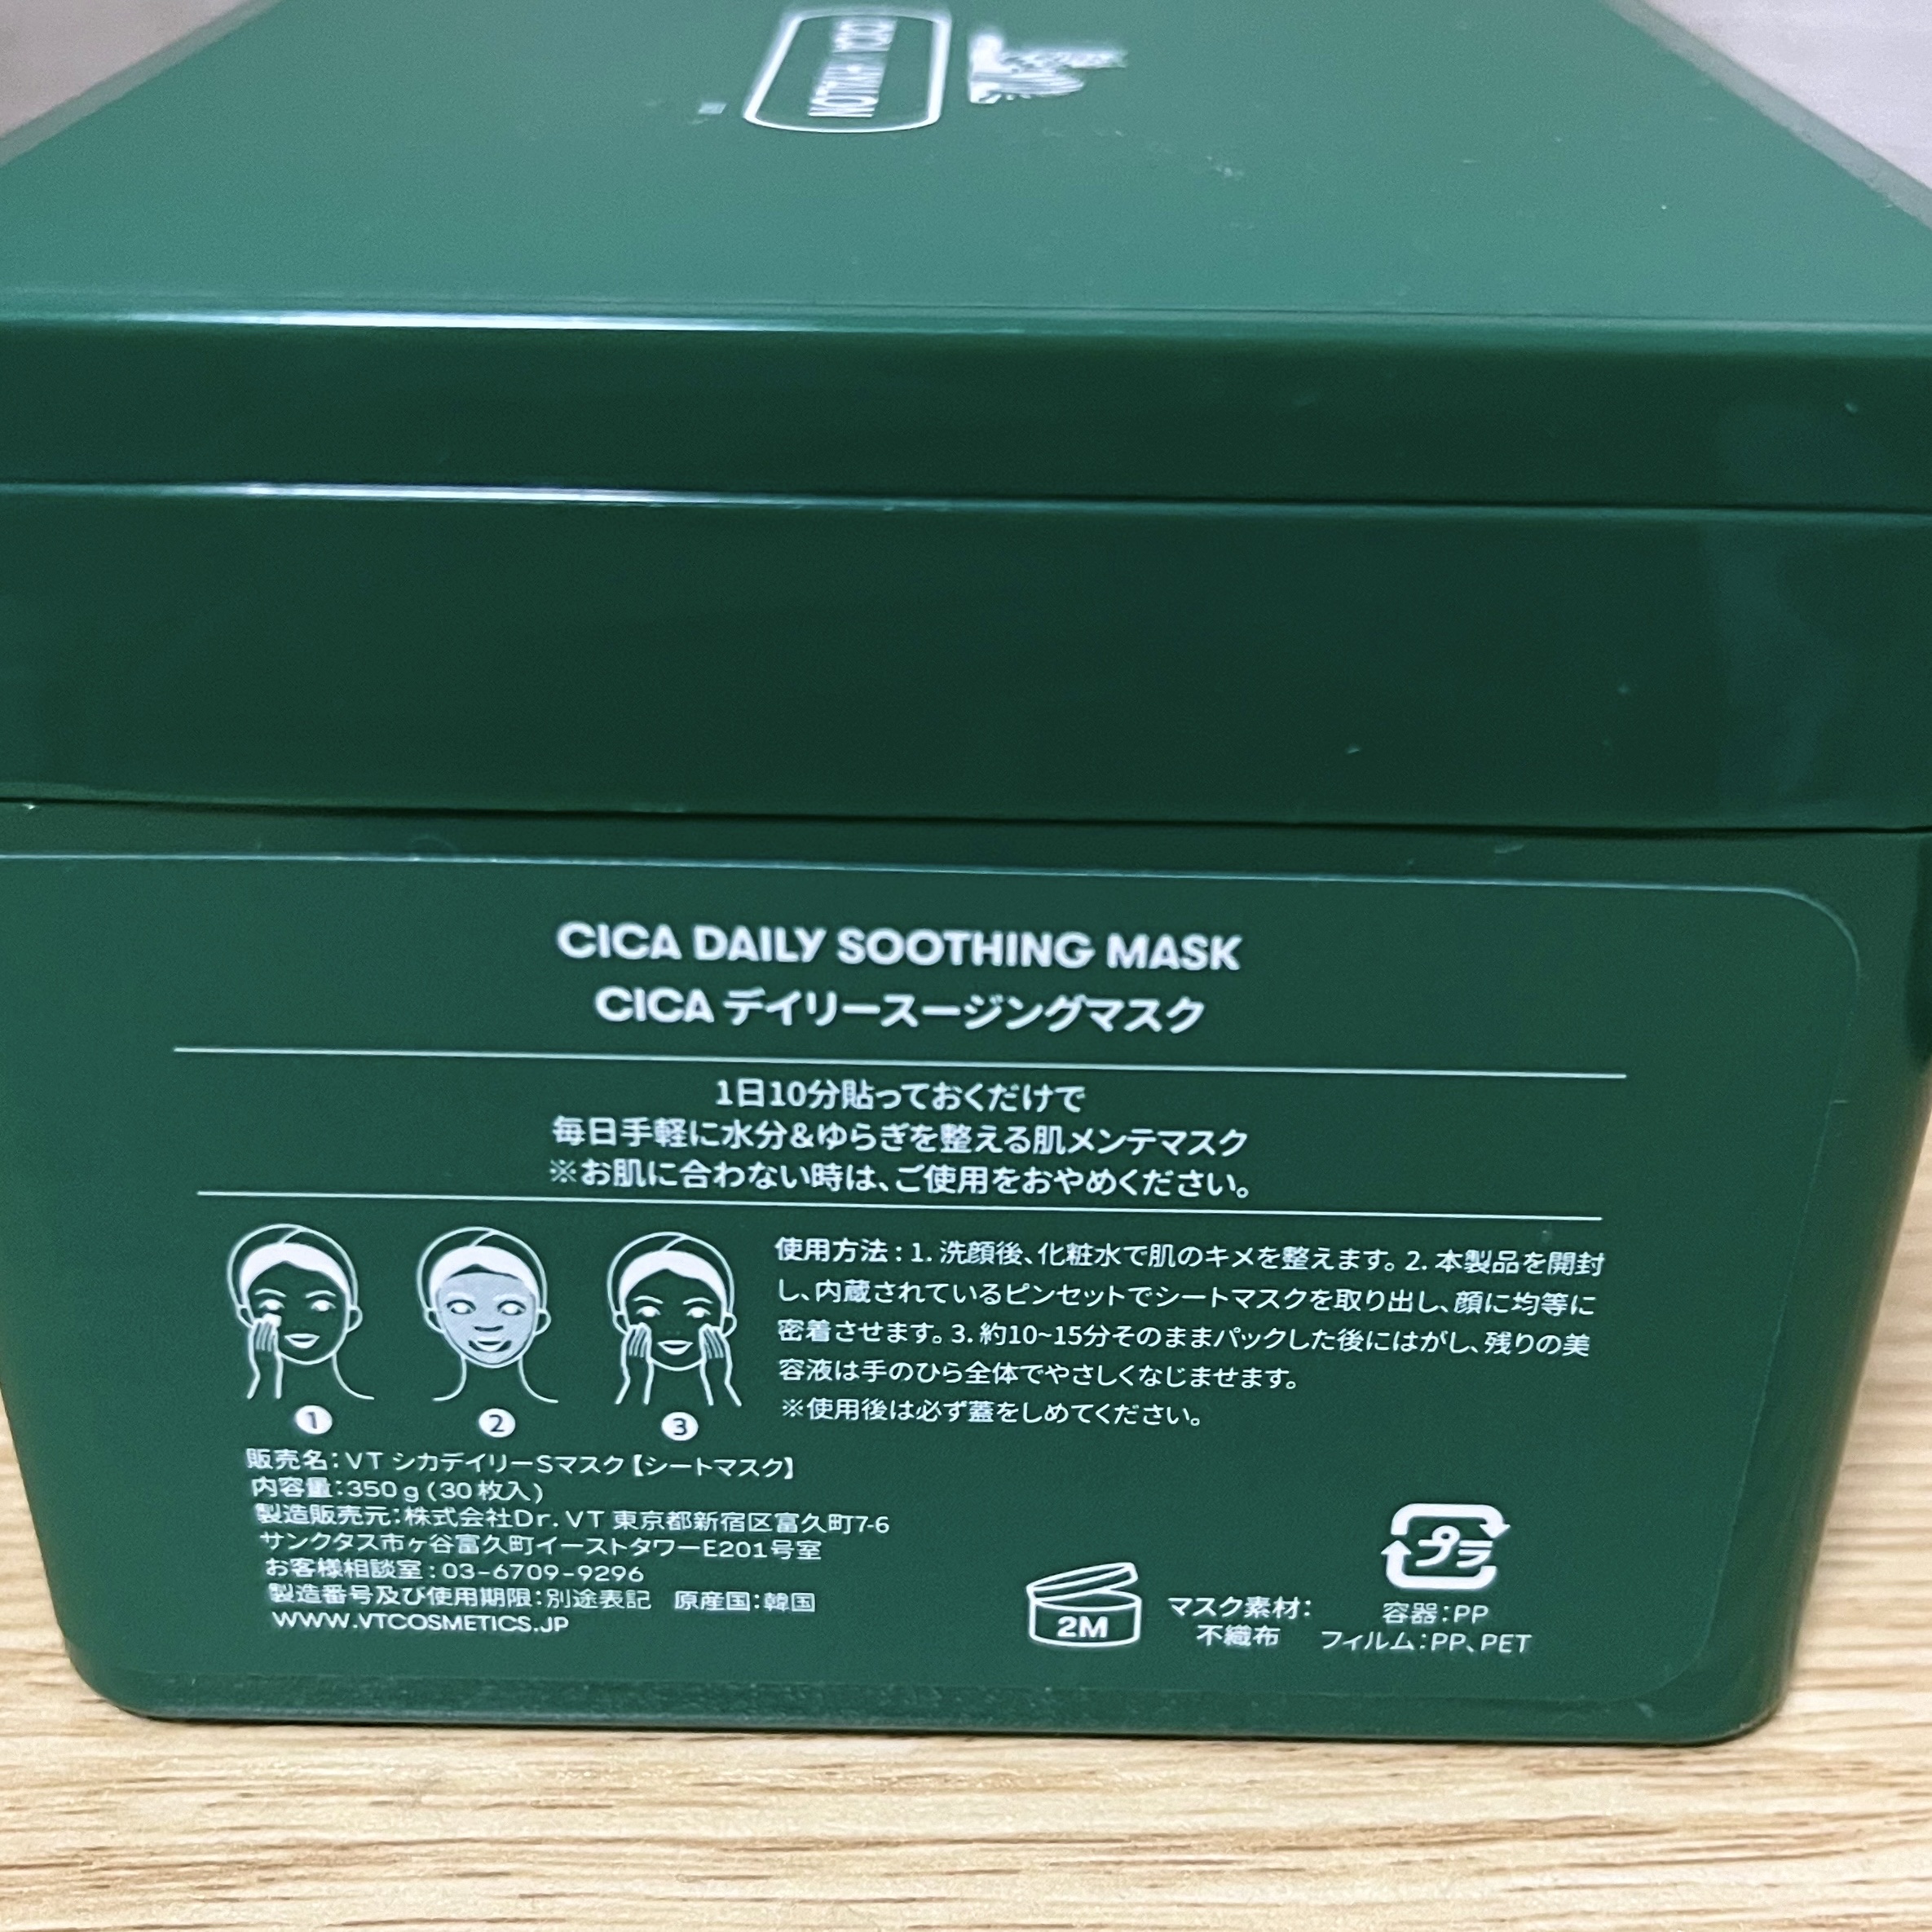 CICA DAILY SOOTHING MASK
CICA デイリースージングマスク
1日10分貼っておくだけで
毎日手軽に水分&ゆらぎを整える肌メンテマスク
※お肌に合わない時は、ご使用をおやめください。
使用方法：1. 洗顔後、化粧水で肌のキメを整えます。2. 本製品を開封
し、内蔵されているピンセットでシートマスクを取り出し、顔に均等に
密着させます。3. 約10~15分そのままパックした後にはがし、残りの美
容液は手のひら全体でやさしくなじませます。
※使用後は必ず蓋をしめてください。
1 2 3
販売名：VT シカデイリーSマスク【シートマスク】
内容量：350g(30枚入)
製造販売元：株式会社Dr.VT 東京都新宿区富久町7-6
サンクタス市ヶ谷富久町イーストタワーE201号室
お客様相談室：03-6709-9296
製造番号及び使用期限：別途表記 原産国：韓国
WWW.VTCOSMETICS.JP
2M
マスク素材：
不織布
プラ
容器：PP
フィルム：PP、PET